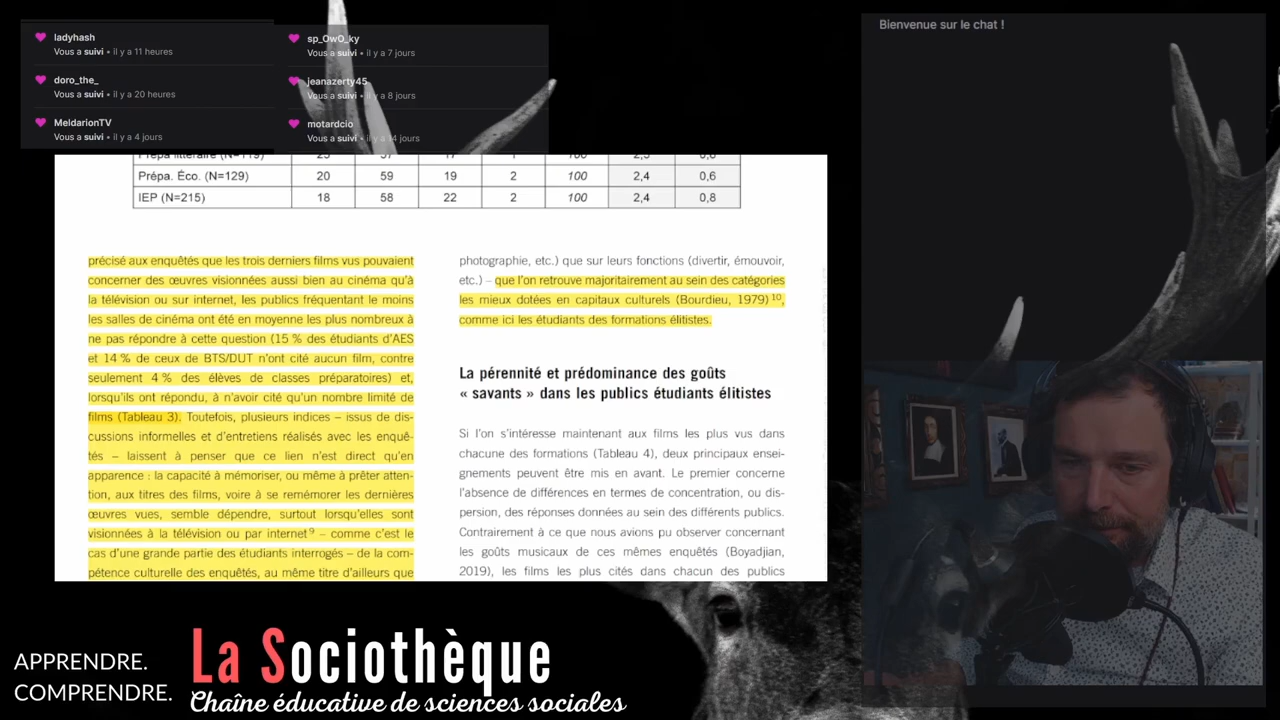 ladyhash
Vous a suivi • il y a 11 heures
doro_the_
Vous a suivi • il y a 20 heures
MeldarionTV
Vous a suivi • il y a 4 jours
sp_OwO_ky
Vous a suivi • il y a 7 jours
jeanazerty45
Vous a suivi • il y a 8 jours
motardcio
Vous a suivi • il y a 14 jours
Bienvenue sur le chat !
Prépa littéraire (N=119)
Prépa. Éco. (N=129) 20 59 19 2 100 2,4 0,6
IEP (N=215) 18 58 22 2 100 2,4 0,8
précisé aux enquêtés que les trois derniers films vus pouvaient
concerner des œuvres visionnées aussi bien au cinéma qu’à
la télévision ou sur internet, les publics fréquentant le moins
les salles de cinéma ont été en moyenne les plus nombreux à
ne pas répondre à cette question (15 % des étudiants d’AES
et 14 % de ceux de BTS/DUT n’ont cité aucun film, contre
seulement 4 % des élèves de classes préparatoires) et,
lorsqu’ils ont répondu, à n’avoir cité qu’un nombre limité de
films (Tableau 3). Toutefois, plusieurs indices – issus de dis-
cussions informelles et d’entretiens réalisés avec les enquê-
tés – laissent à penser que ce lien n’est direct qu’en
apparence : la capacité à mémoriser, ou même à prêter atten-
tion, aux titres des films, voire à se remémorer les dernières
œuvres vues, semble dépendre, surtout lorsqu’elles sont
visionnées à la télévision ou par internet 9 – comme c’est le
cas d’une grande partie des étudiants interrogés – de la com-
pétence culturelle des enquêtés, au même titre d’ailleurs que
photographie, etc.) que sur leurs fonctions (divertir, émouvoir,
etc.) – que l’on retrouve majoritairement au sein des catégories
les mieux dotées en capitaux culturels (Bourdieu, 1979) 10,
comme ici les étudiants des formations élitistes.
La pérennité et prédominance des goûts
« savants » dans les publics étudiants élitistes
Si l’on s’intéresse maintenant aux films les plus vus dans
chacune des formations (Tableau 4), deux principaux ensei-
gnements peuvent être mis en avant. Le premier concerne
l’absence de différences en termes de concentration, ou dis-
persion, des réponses données au sein des différents publics.
Contrairement à ce que nous avions pu observer concernant
les goûts musicaux de ces mêmes enquêtés (Boyadjian,
2019), les films les plus cités dans chacun des publics
APPRENDRE.
COMPRENDRE.
La Sociothèque
Chaîne éducative de sciences sociales